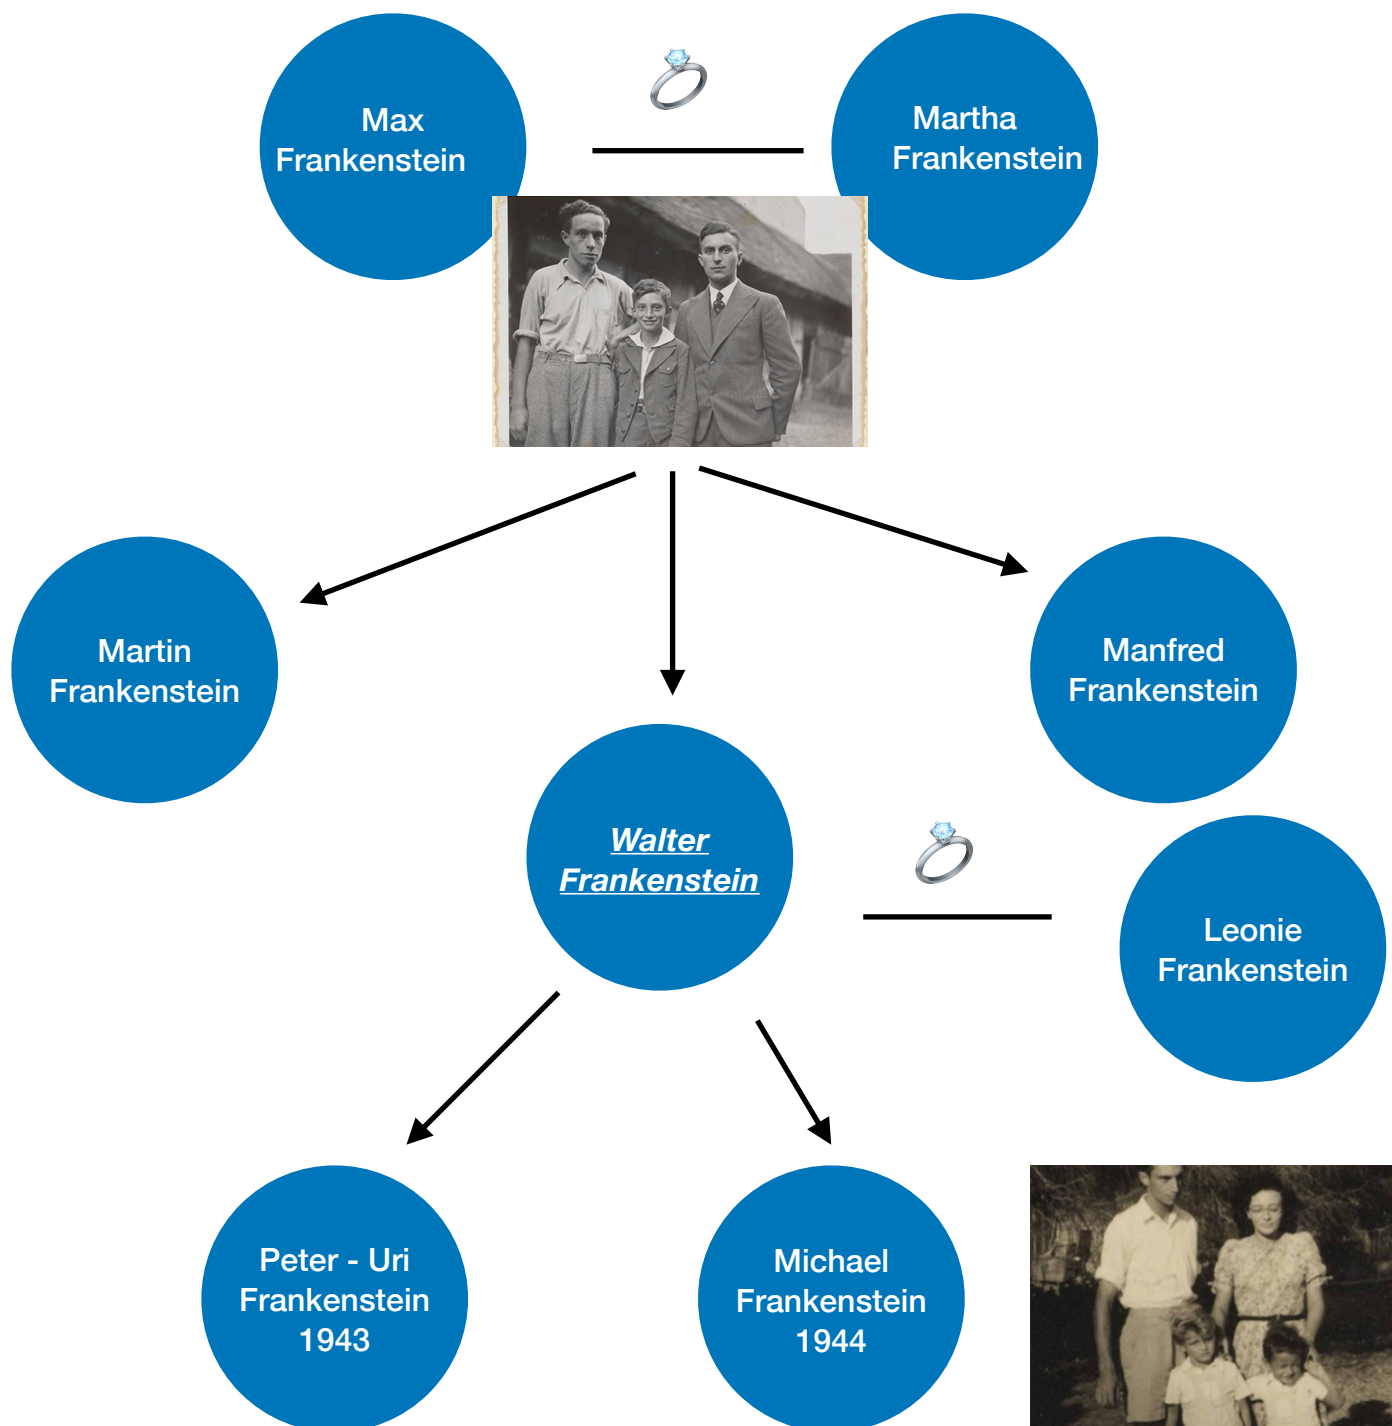 Max
Frankenstein
Martha
Frankenstein
Martin
Frankenstein
Manfred
Frankenstein
Walter
Frankenstein
Leonie
Frankenstein
Peter - Uri
Frankenstein
1943
Michael
Frankenstein
1944